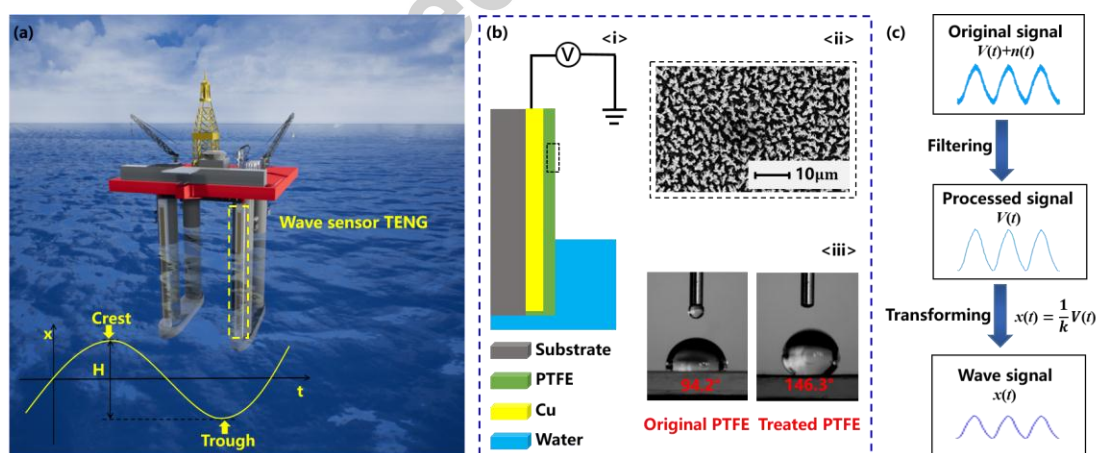 (a)
Wave sensor TENG
Crest
x
H
t
Trough
(b)
<i>
V
<ii>
10μm
Substrate
PTFE
Cu
Water
<iii>
94.2°
146.3°
Original PTFE
Treated PTFE
(c)
Original signal
V(t)+n(t)
Filtering
Processed signal
V(t)
Transforming
x(t) = 1/k V(t)
Wave signal
x(t)